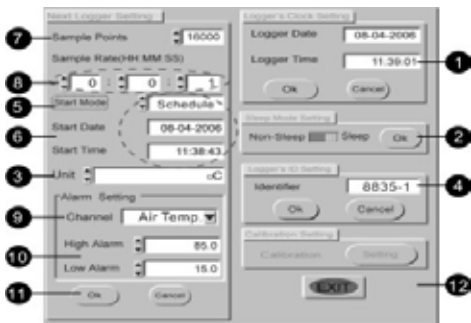 Next Logger Setting
7
Sample Points
16000
Sample Rate(HH:MM:SS)
8
0 : 0 : 1
5
Start Mode
Schedule
6
Start Date
08-04-2006
Start Time
11:38:43
3
Unit
oC
Alarm Setting
9
Channel
Air Temp.
10
High Alarm
85.0
Low Alarm
15.0
11
Ok
Cancel
Logger's Clock Setting
Logger Date
08-04-2006
Logger Time
11:39:01
1
Ok
Cancel
Sleep Mode Setting
Non-Sleep
Sleep
Ok
2
Logger's ID Setting
Identifier
8835-1
4
Ok
Cancel
Calibration Setting
Calibration
Setting
EXIT
12